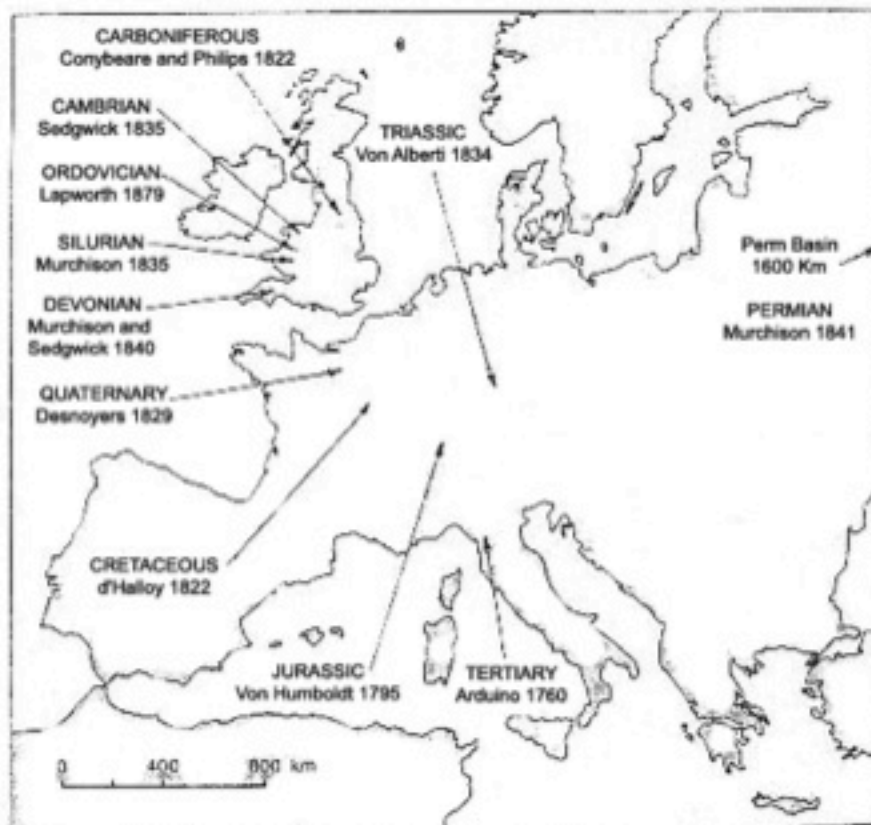 CARBONIFEROUS
Conybeare and Philips 1822
CAMBRIAN
Sedgwick 1835
ORDOVICIAN
Lapworth 1879
SILURIAN
Murchison 1835
DEVONIAN
Murchison and
Sedgwick 1840
QUATERNARY
Desnoyers 1829
TRIASSIC
Von Alberti 1834
Perm Basin
1600 Km
PERMIAN
Murchison 1841
CRETACEOUS
d'Halloy 1822
JURASSIC
Von Humboldt 1795
TERTIARY
Arduino 1760
0 400 800 km